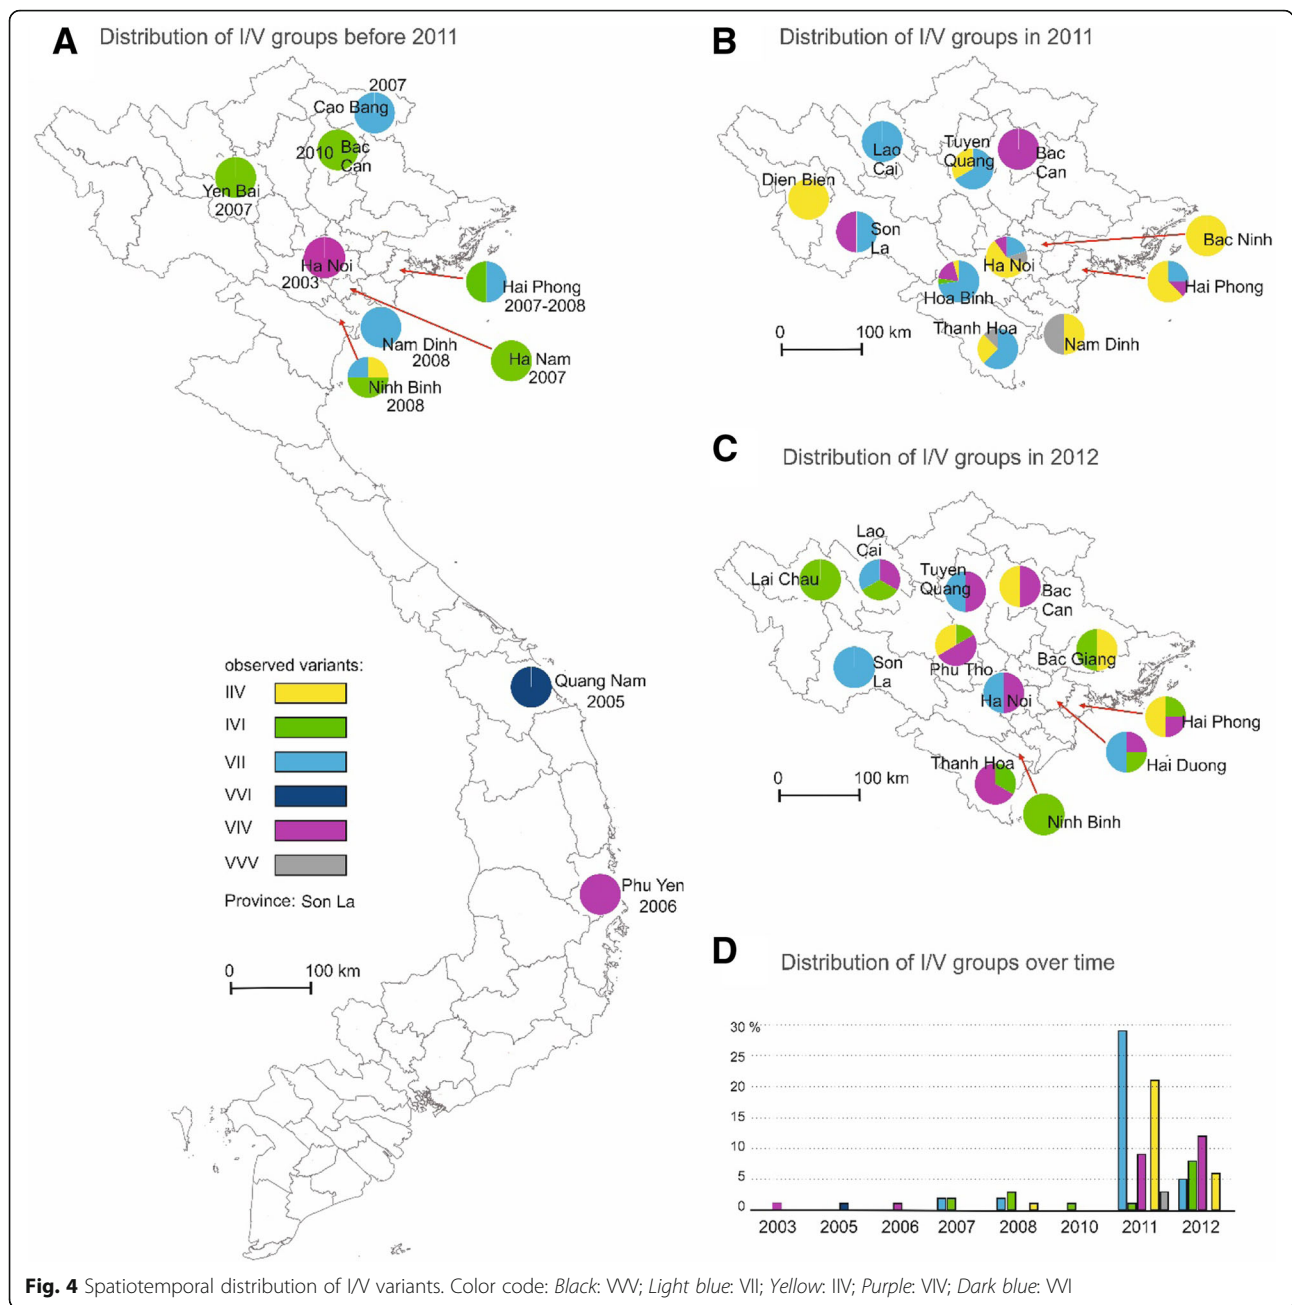 A Distribution of I/V groups before 2011
2007
Cao Bang
2010 Bac
Can
Yen Bai
2007
Ha Noi
2003
Hai Phong
2007-2008
Nam Dinh
2008
Ha Nam
2007
Ninh Binh
2008
Quang Nam
2005
Phu Yen
2006
observed variants:
IIV
IVI
VII
VVI
VIV
VVV
Province: Son La
0 100 km
B Distribution of I/V groups in 2011
Lao
Cai
Tuyen
Quang
Bac
Can
Dien Bien
Son
La
Bac Ninh
Ha Noi
Hai Phong
Hoa Binh
Thanh Hoa
Nam Dinh
0 100 km
C Distribution of I/V groups in 2012
Lao
Cai
Lai Chau
Tuyen
Quang
Bac
Can
Phu Tho
Bac Giang
Son
La
Ha Noi
Hai Phong
Hai Duong
Thanh Hoa
Ninh Binh
0 100 km
D Distribution of I/V groups over time
30 %
25
20
15
10
5
0
2003 2005 2006 2007 2008 2010 2011 2012
Fig. 4 Spatiotemporal distribution of I/V variants. Color code: Black: VVV; Light blue: VII; Yellow: IIV; Purple: VIV; Dark blue: VVI